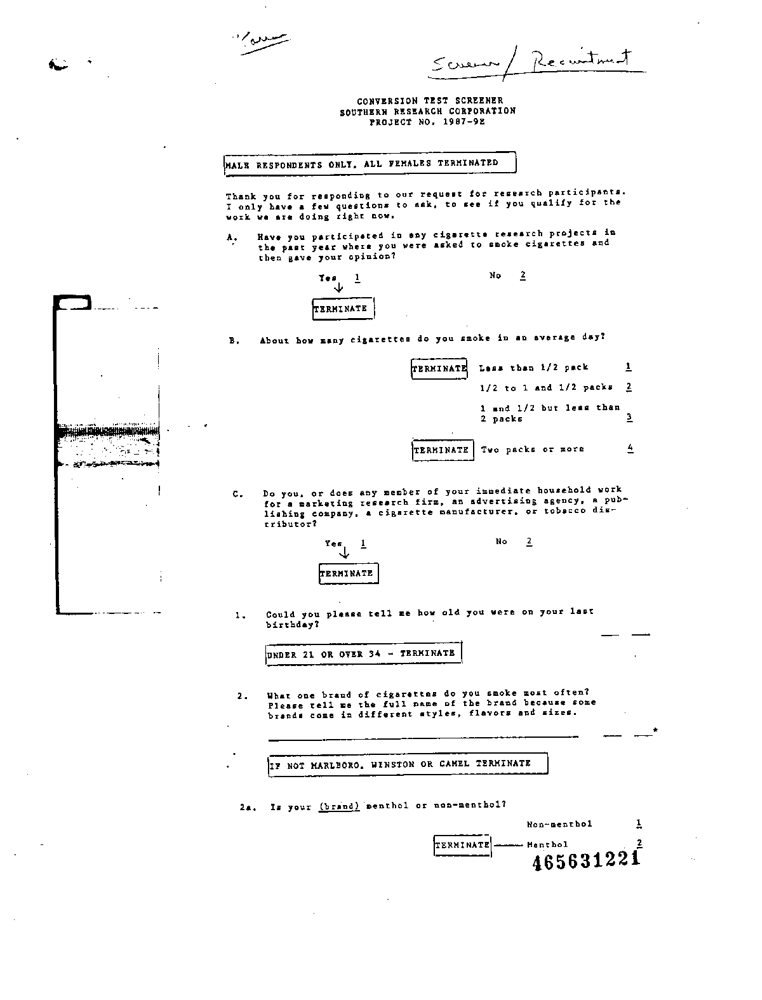 Screener / Recruitment
CONVERSION TEST SCREENER
SOUTHERN RESEARCH CORPORATION
PROJECT NO. 1987-92
MALE RESPONDENTS ONLY. ALL FEMALES TERMINATED
Thank you for responding to our request for research participants.
I only have a few questions to ask, to see if you qualify for the
work we are doing right now.
A. Have you participated in any cigarette research projects in
the past year where you were asked to smoke cigarettes and
then gave your opinion?
Yes 1 No 2
TERMINATE
B. About how many cigarettes do you smoke in an average day?
TERMINATE Less than 1/2 pack 1
1/2 to 1 and 1/2 packs 2
1 and 1/2 but less than
2 packs 3
TERMINATE Two packs or more 4
C. Do you, or does any member of your immediate household work
for a marketing research firm, an advertising agency, a pub-
lishing company, a cigarette manufacturer, or tobacco dis-
tributor?
Yes 1 No 2
TERMINATE
1. Could you please tell me how old you were on your last
birthday?
UNDER 21 OR OVER 34 - TERMINATE
2. What one brand of cigarettes do you smoke most often?
Please tell me the full name of the brand because some
brands come in different styles, flavors and sizes.
*
IF NOT MARLBORO, WINSTON OR CAMEL TERMINATE
2a. Is your (brand) menthol or non-menthol?
Non-menthol 1
TERMINATE Menthol 2
465631221